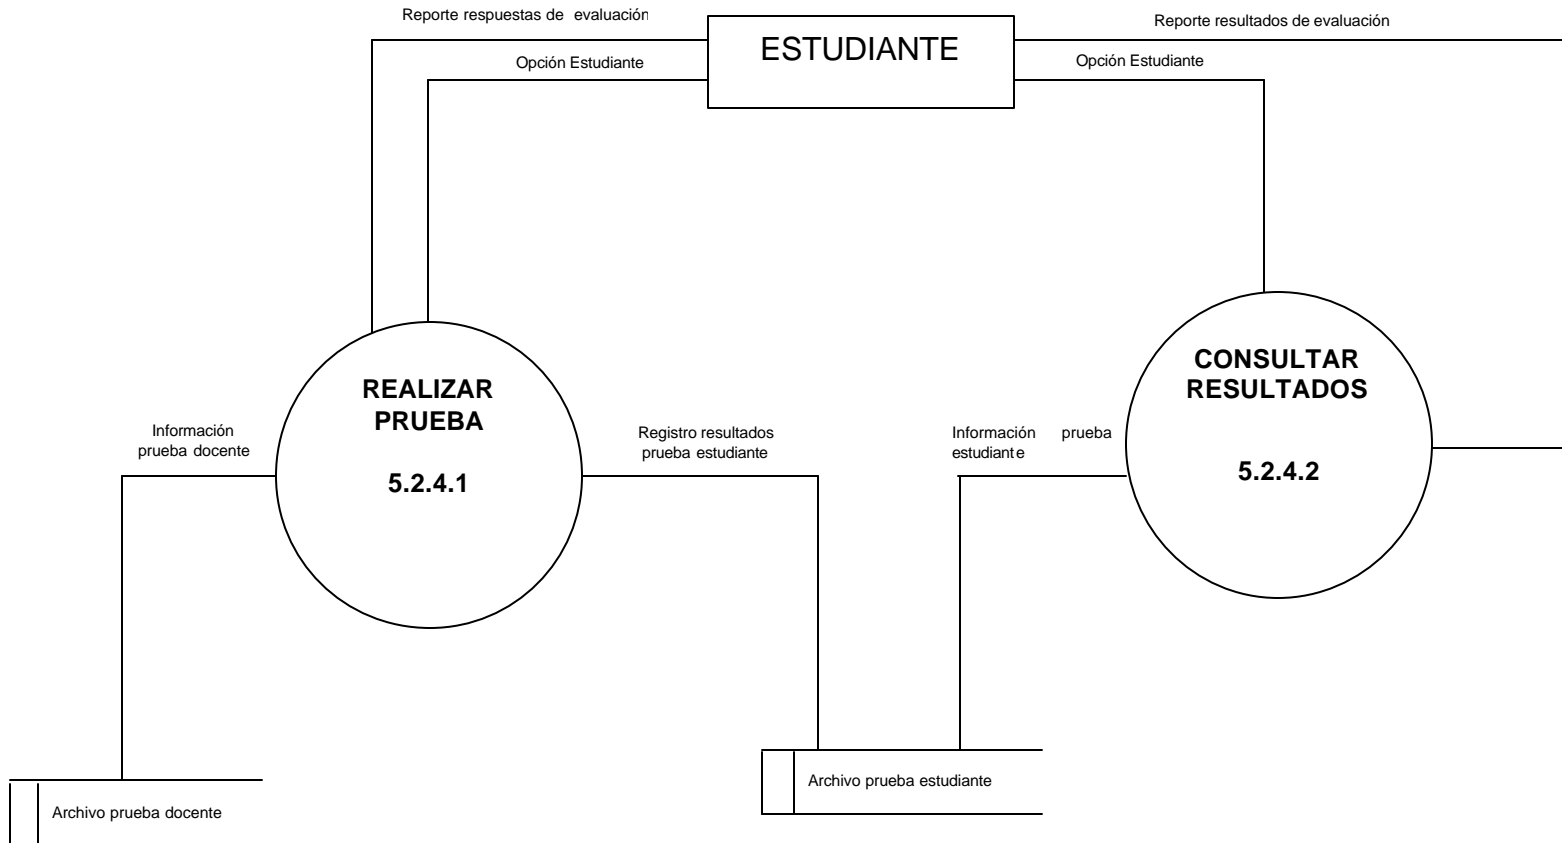 Reporte respuestas de evaluación
ESTUDIANTE
Reporte resultados de evaluación
Opción Estudiante
Opción Estudiante
REALIZAR
PRUEBA
5.2.4.1
CONSULTAR
RESULTADOS
5.2.4.2
Información
prueba docente
Registro resultados
prueba estudiante
Información prueba
estudiante
Archivo prueba estudiante
Archivo prueba docente